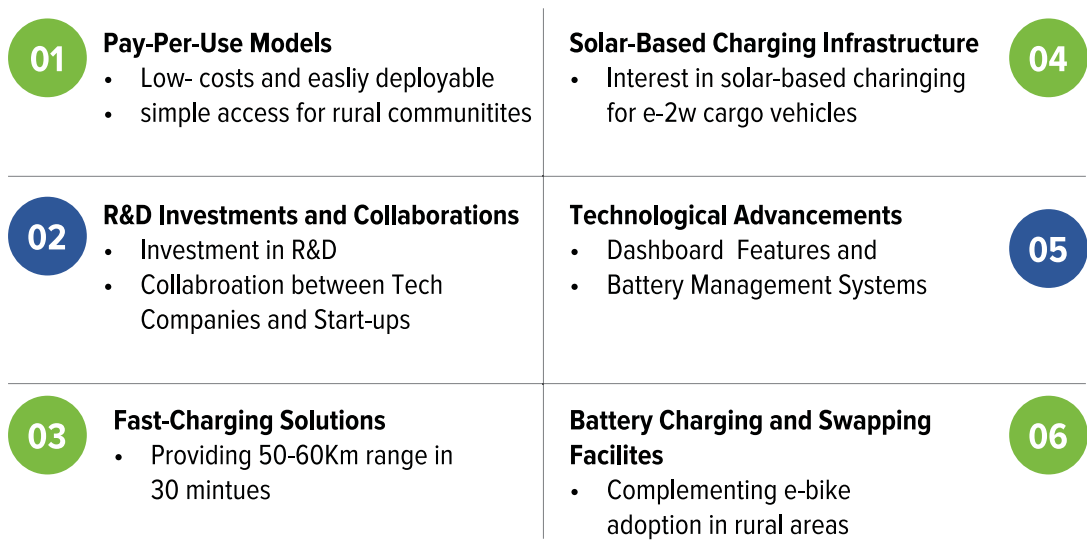 01
Pay-Per-Use Models
• Low- costs and easliy deployable
• simple access for rural communitites
02
R&D Investments and Collaborations
• Investment in R&D
• Collabroation between Tech
Companies and Start-ups
03
Fast-Charging Solutions
• Providing 50-60Km range in
30 mintues
Solar-Based Charging Infrastructure
04
• Interest in solar-based charinging
for e-2w cargo vehicles
Technological Advancements
05
• Dashboard Features and
• Battery Management Systems
Battery Charging and Swapping
Facilites
06
• Complementing e-bike
adoption in rural areas